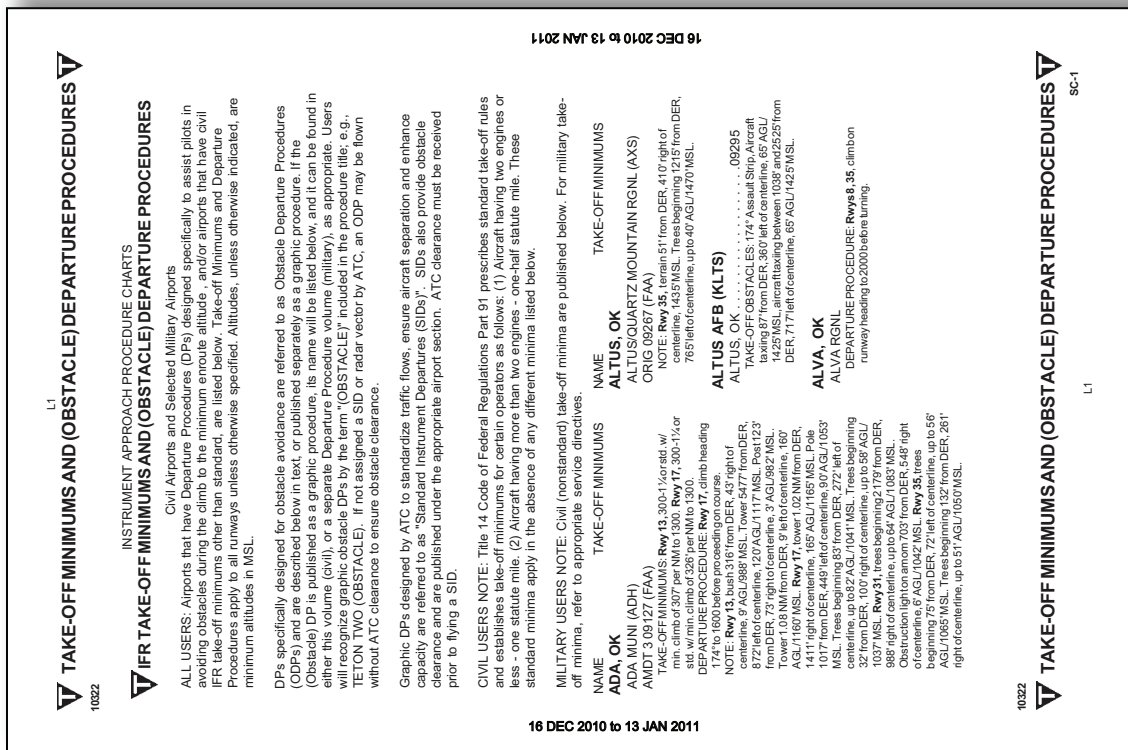 L1
TAKE-OFF MINIMUMS AND (OBSTACLE) DEPARTURE PROCEDURES
10322
INSTRUMENT APPROACH PROCEDURE CHARTS
IFR TAKE-OFF MINIMUMS AND (OBSTACLE) DEPARTURE PROCEDURES
Civil Airports and Selected Military Airports
ALL USERS: Airports that have Departure Procedures (DPs) designed specifically to assist pilots in
avoiding obstacles during the climb to the minimum enroute altitude , and/or airports that have civil
IFR take-off minimums other than standard, are listed below. Take-off Minimums and Departure
Procedures apply to all runways unless otherwise specified. Altitudes, unless otherwise indicated, are
minimum altitudes in MSL.
DPs specifically designed for obstacle avoidance are referred to as Obstacle Departure Procedures
(ODPs) and are described below in text, or published separately as a graphic procedure. If the
(Obstacle) DP is published as a graphic procedure, its name will be listed below, and it can be found in
either this volume (civil), or a separate Departure Procedure volume (military), as appropriate. Users
will recognize graphic obstacle DPs by the term "(OBSTACLE)" included in the procedure title; e.g.,
TETON TWO (OBSTACLE). If not assigned a SID or radar vector by ATC, an ODP may be flown
without ATC clearance to ensure obstacle clearance.
Graphic DPs designed by ATC to standardize traffic flows, ensure aircraft separation and enhance
capacity are referred to as "Standard Instrument Departures (SIDs)". SIDs also provide obstacle
clearance and are published under the appropriate airport section. ATC clearance must be received
prior to flying a SID.
CIVIL USERS NOTE: Title 14 Code of Federal Regulations Part 91 prescribes standard take-off rules
and establishes take-off minimums for certain operators as follows: (1) Aircraft having two engines or
less - one statute mile. (2) Aircraft having more than two engines - one-half statute mile. These
standard minima apply in the absence of any different minima listed below.
MILITARY USERS NOTE: Civil (nonstandard) take-off minima are published below. For military take-
off minima, refer to appropriate service directives.
NAME TAKE-OFF MINIMUMS
ADA, OK
ADA MUNI (ADH)
AMDT 3 09127 (FAA)
TAKE-OFF MINIMUMS: Rwy 13, 300-1¼ or std. w/
min. climb of 307' per NM to 1300. Rwy 17, 300-1¼ or
std. w/ min. climb of 326' per NM to 1300.
DEPARTURE PROCEDURE: Rwy 17, climb heading
174° to 1600 before proceeding on course.
NOTE: Rwy 13, bush 316' from DER, 43' right of
centerline, 9' AGL/988' MSL. Tower 5477' from DER,
872' left of centerline, 120' AGL/1117' MSL. Post 123'
from DER, 73' right of centerline, 3' AGL/982' MSL.
Tower 1.08 NM from DER, 9' left of centerline, 160'
AGL/1160' MSL. Rwy 17, tower 1.02 NM from DER,
1411' right of centerline, 165' AGL/1165' MSL. Pole
1017' from DER, 449' left of centerline, 90' AGL/1053'
MSL. Trees beginning 83' from DER, 272' left of
centerline, up to 82' AGL/1041' MSL. Trees beginning
32' from DER, 100' right of centerline, up to 58' AGL/
1037' MSL. Rwy 31, trees beginning 2179' from DER,
988' right of centerline, up to 64' AGL/1083' MSL.
Obstruction light on amom 703' from DER, 548' right
of centerline, 6' AGL/1042' MSL. Rwy 35, trees
beginning 75' from DER, 72' left of centerline, up to 56'
AGL/1065' MSL. Trees beginning 132' from DER, 261'
right of centerline, up to 51' AGL/1050' MSL.
NAME TAKE-OFF MINIMUMS
ALTUS, OK
ALTUS/QUARTZ MOUNTAIN RGNL (AXS)
ORIG 09267 (FAA)
NOTE: Rwy 35, terrain 51' from DER, 410' right of
centerline, 1435' MSL. Trees beginning 1215' from DER,
765' left of centerline, up to 40' AGL/1470' MSL.
ALTUS AFB (KLTS)
ALTUS, OK . . . . . . . . . . . . . . . . . . . . . . . 09295
TAKE-OFF OBSTACLES: 174° Assault Strip, Aircraft
taxiing 87' from DER, 360' left of centerline, 65' AGL/
1425' MSL, aircraft taxiing between 1038' and 2525' from
DER, 717' left of centerline, 65' AGL/1425' MSL.
ALVA, OK
ALVA RGNL
DEPARTURE PROCEDURE: Rwys 8, 35, climb on
runway heading to 2000 before turning.
10322
TAKE-OFF MINIMUMS AND (OBSTACLE) DEPARTURE PROCEDURES
SC-1
L1
16 DEC 2010 to 13 JAN 2011
16 DEC 2010 to 13 JAN 2011